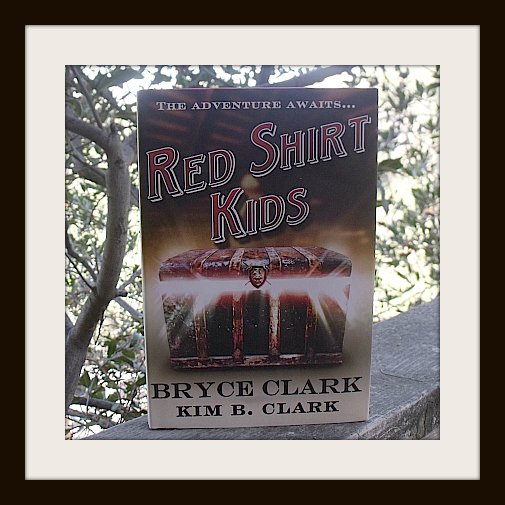 THE ADVENTURE AWAITS...
RED SHIRT
KIDS
BRYCE CLARK
KIM B. CLARK